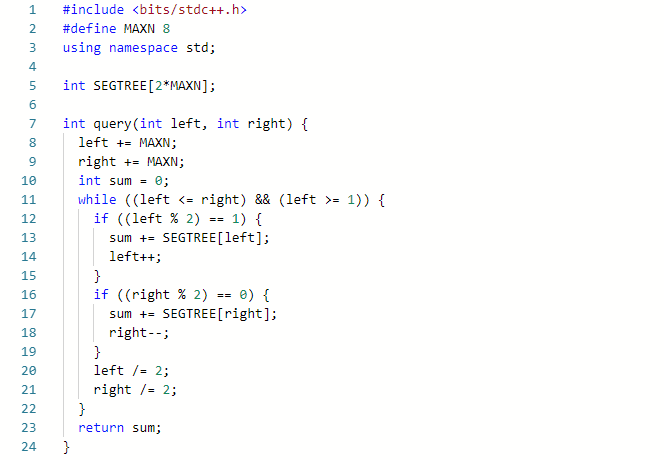 1 #include <bits/stdc++.h>
2 #define MAXN 8
3 using namespace std;
4
5 int SEGTREE[2*MAXN];
6
7 int query(int left, int right) {
8   left += MAXN;
9   right += MAXN;
10   int sum = 0;
11   while ((left <= right) && (left >= 1)) {
12     if ((left % 2) == 1) {
13       sum += SEGTREE[left];
14       left++;
15     }
16     if ((right % 2) == 0) {
17       sum += SEGTREE[right];
18       right--;
19     }
20     left /= 2;
21     right /= 2;
22   }
23   return sum;
24 }